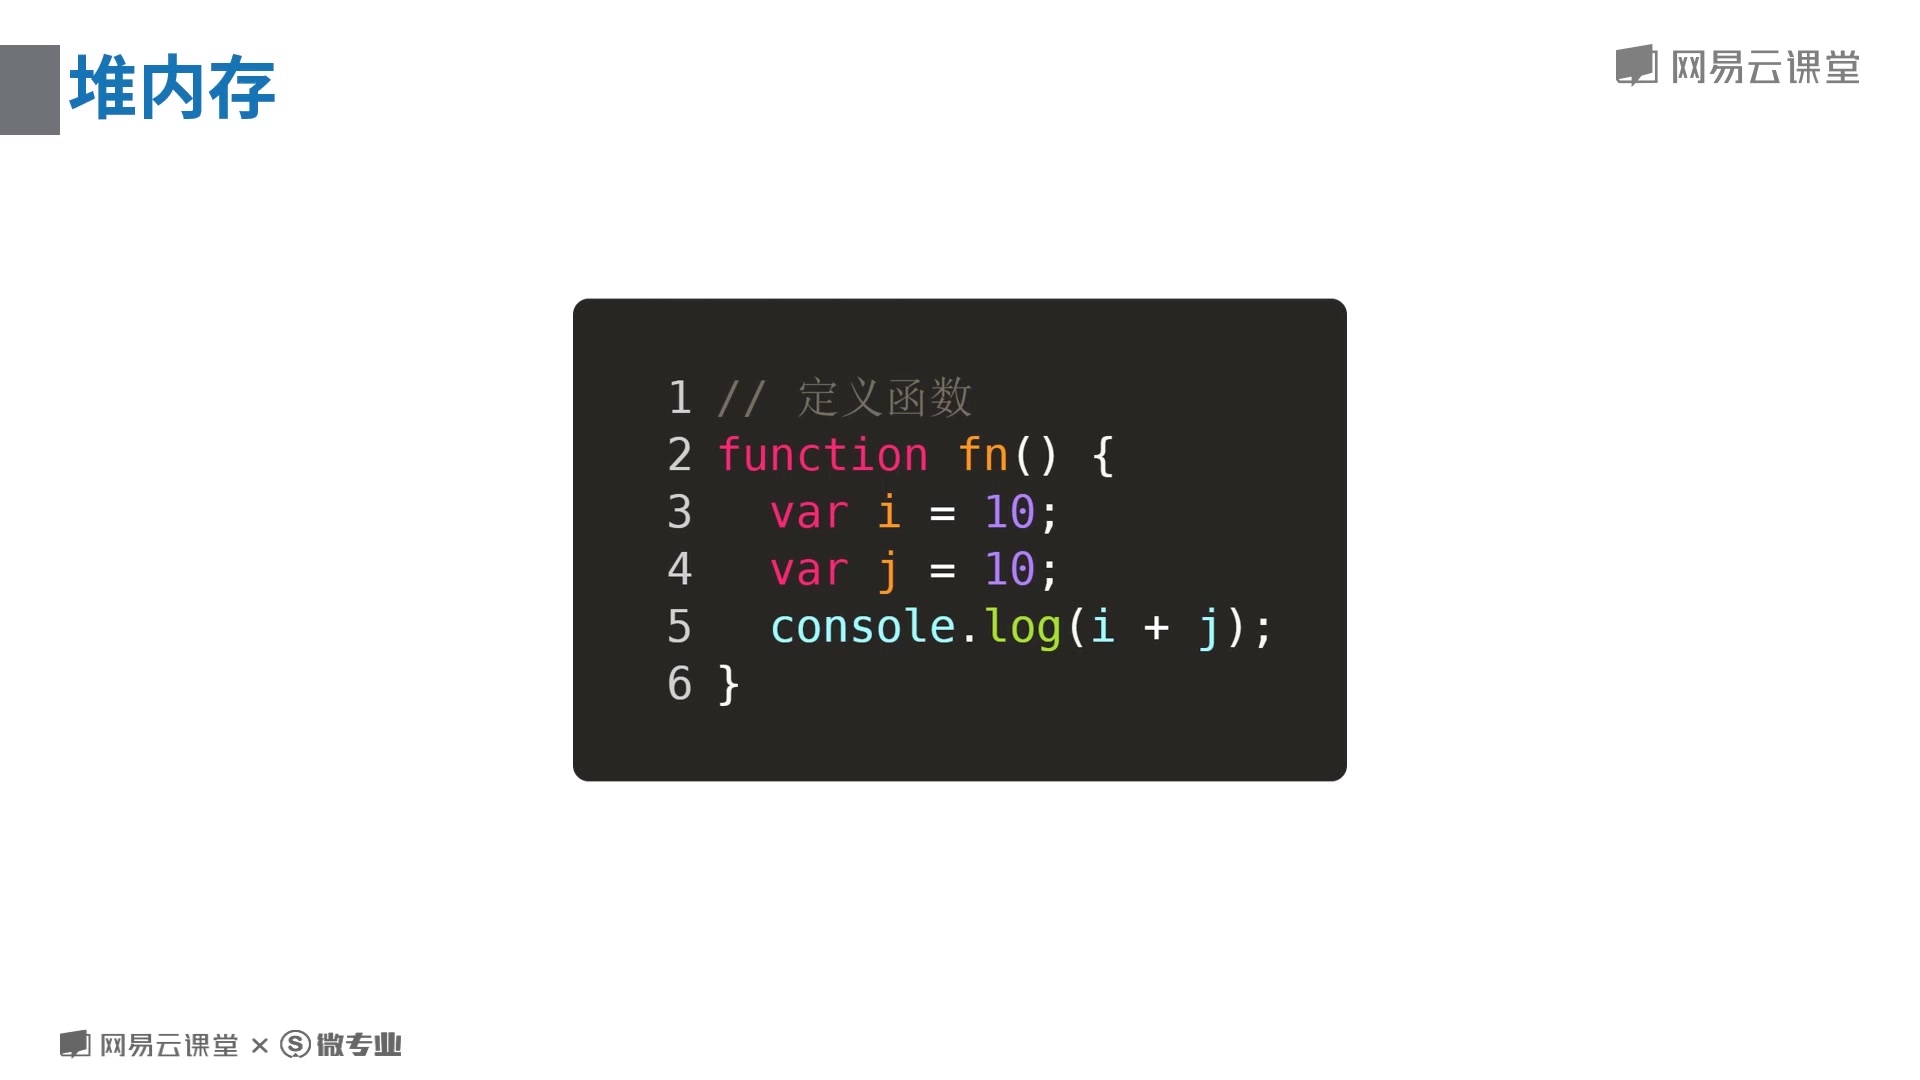 堆内存
网易云课堂
1 // 定义函数
2 function fn() {
3   var i = 10;
4   var j = 10;
5   console.log(i + j);
6 }
网易云课堂 × S 微专业